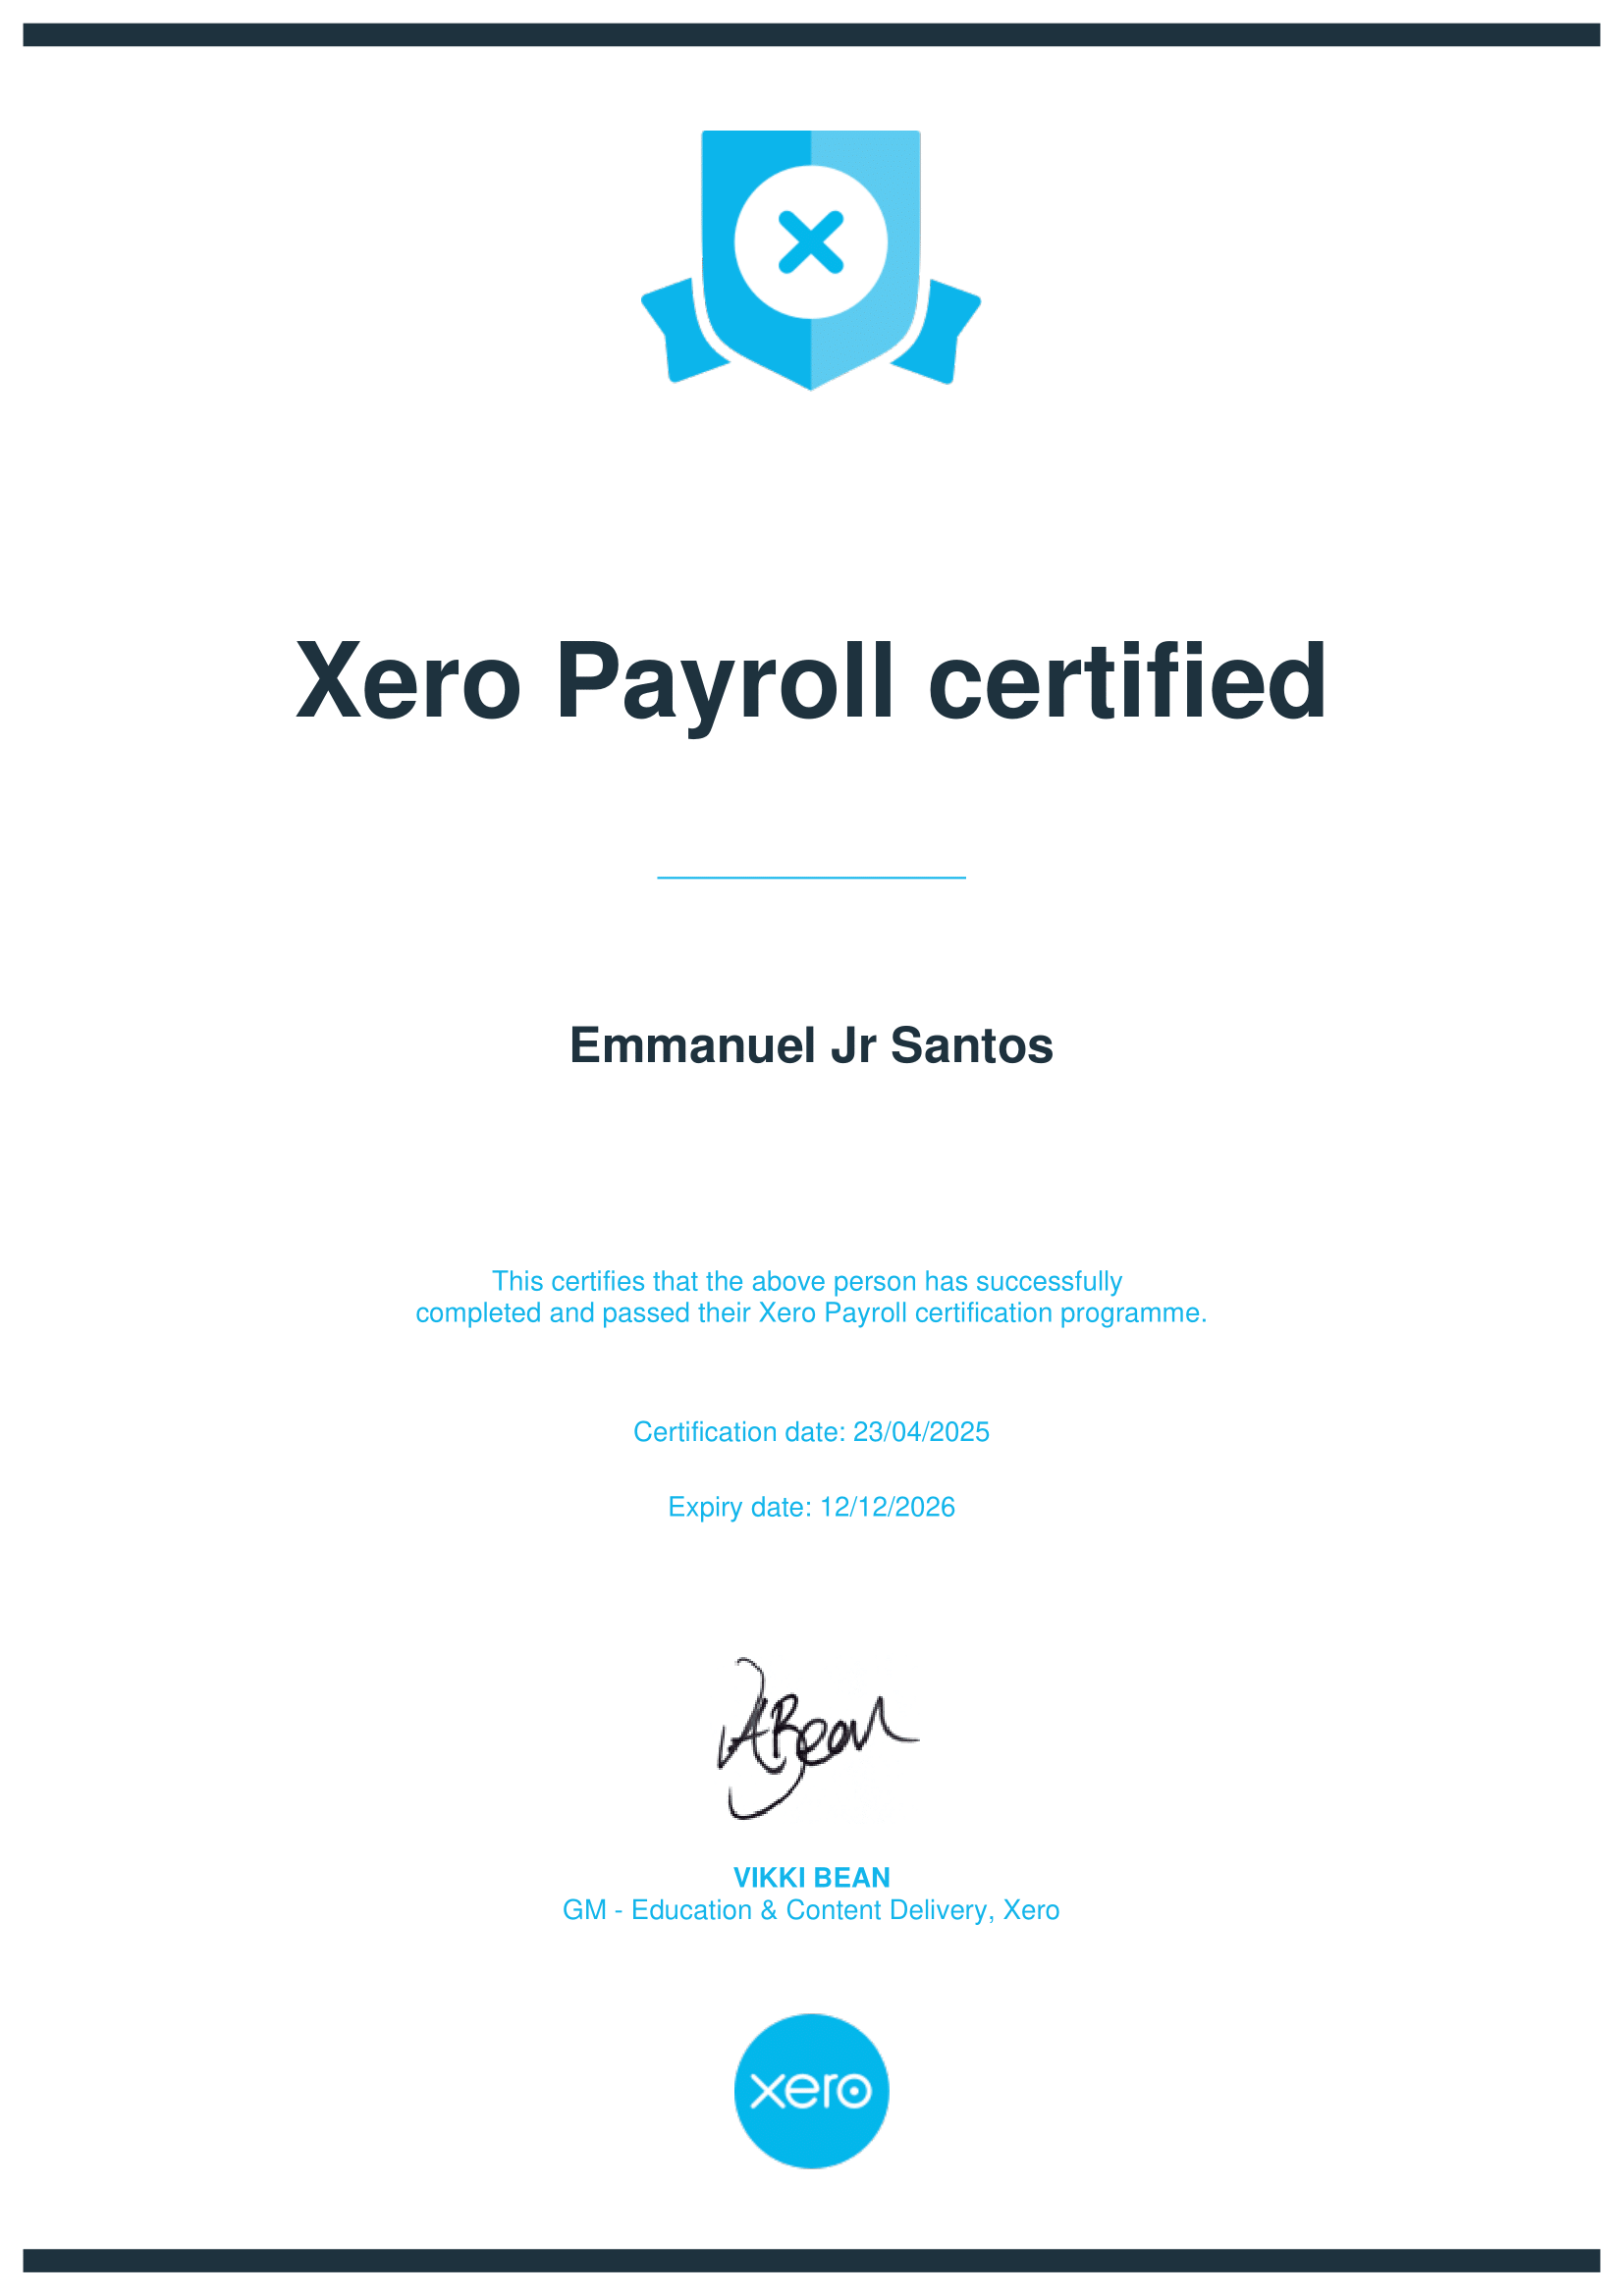 Xero Payroll certified
Emmanuel Jr Santos
This certifies that the above person has successfully
completed and passed their Xero Payroll certification programme.
Certification date: 23/04/2025
Expiry date: 12/12/2026
VABean
VIKKI BEAN
GM - Education & Content Delivery, Xero
xero